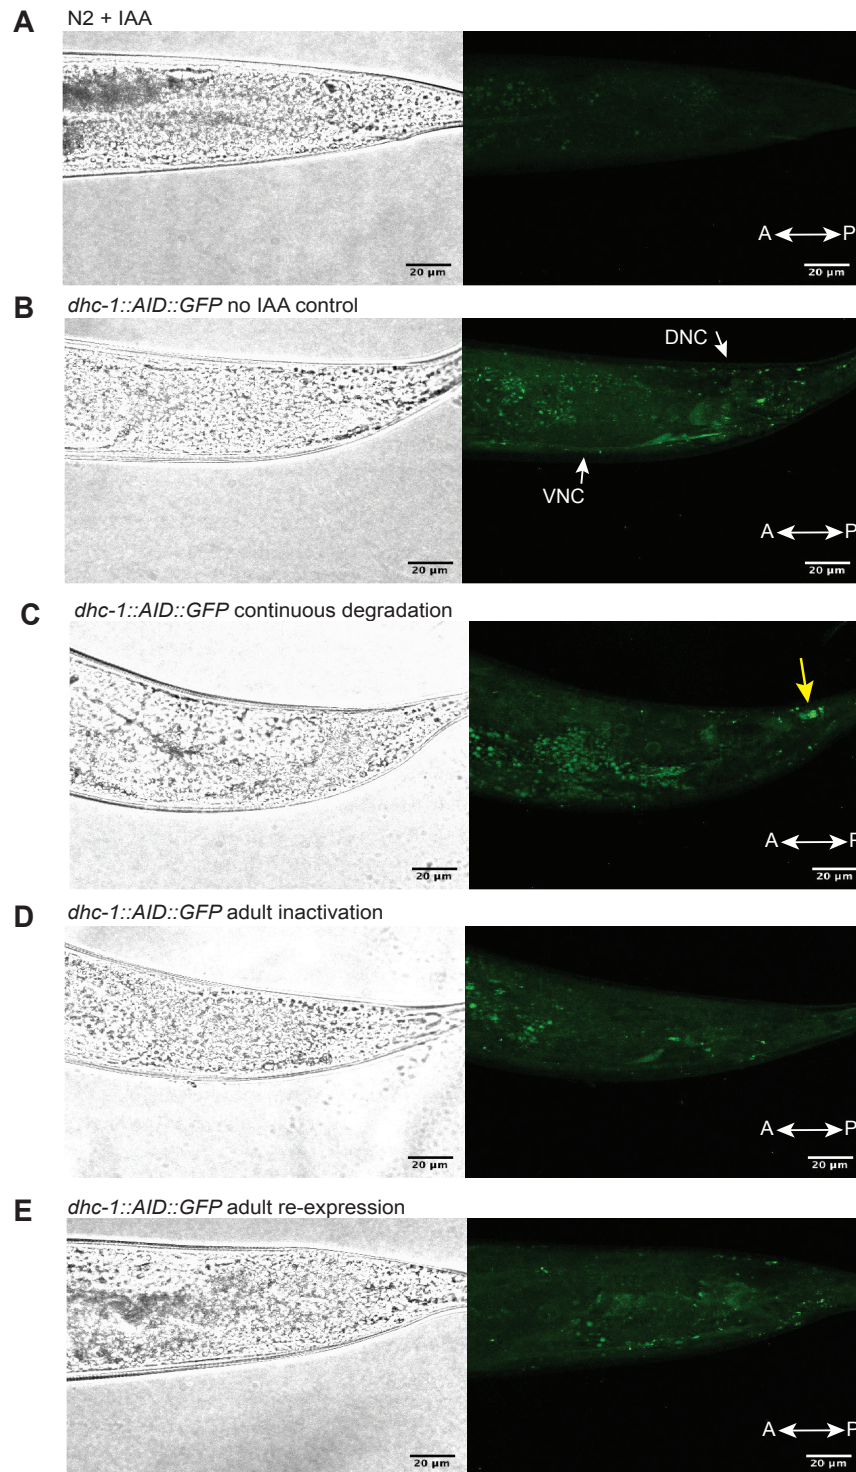 A N2 + IAA
A P
20 µm 20 µm
B dhc-1::AID::GFP no IAA control
DNC
VNC
A P
20 µm 20 µm
C dhc-1::AID::GFP continuous degradation
A P
20 µm 20 µm
D dhc-1::AID::GFP adult inactivation
A P
20 µm 20 µm
E dhc-1::AID::GFP adult re-expression
A P
20 µm 20 µm